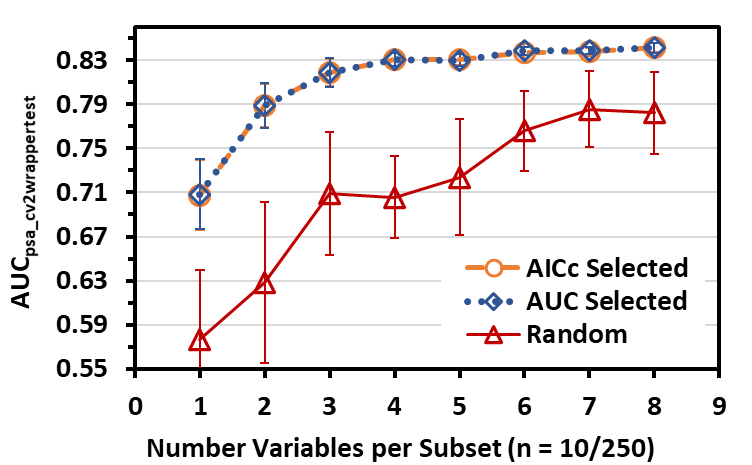 AUCpsa_cv2wrappertest
0.83
0.79
0.75
0.71
0.67
0.63
0.59
0.55
AICc Selected
AUC Selected
Random
0 1 2 3 4 5 6 7 8 9
Number Variables per Subset (n = 10/250)